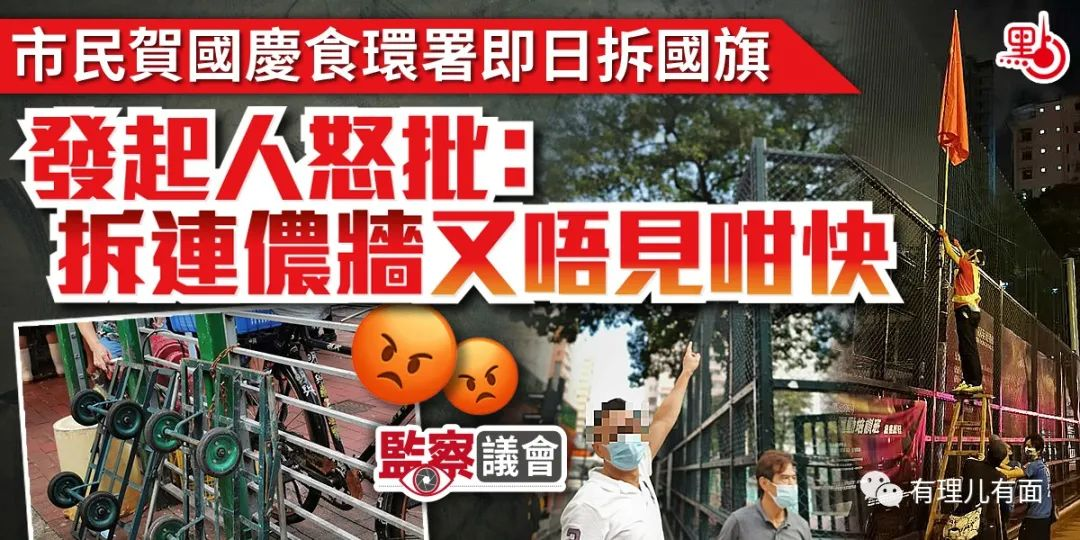 市民賀國慶食環署即日拆國旗
點
發起人怒批：
拆連儂牆又唔見咁快
監察議會
有理儿有面